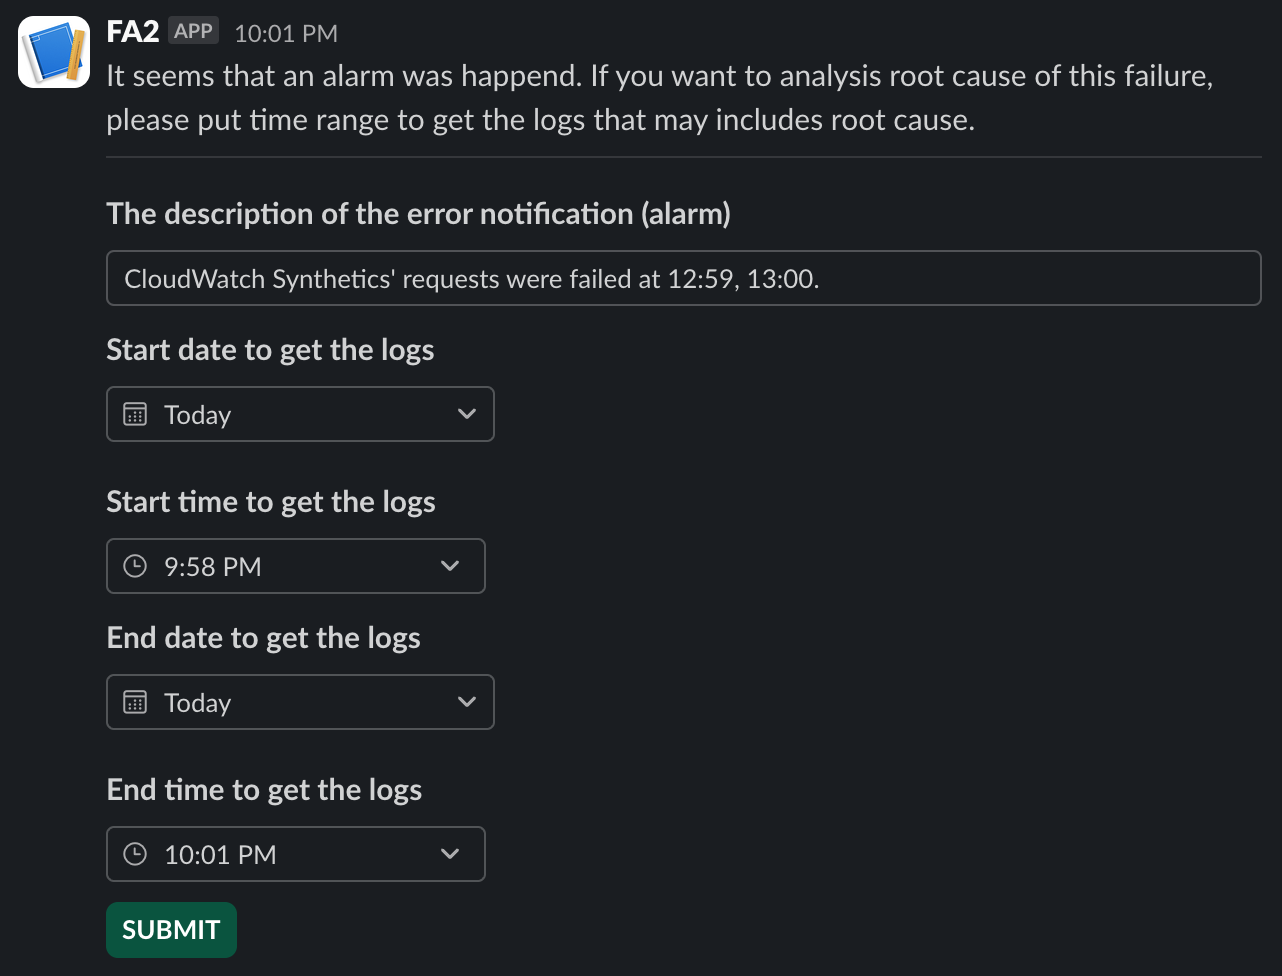 FA2 APP 10:01 PM
It seems that an alarm was happend. If you want to analysis root cause of this failure,
please put time range to get the logs that may includes root cause.
The description of the error notification (alarm)
CloudWatch Synthetics' requests were failed at 12:59, 13:00.
Start date to get the logs
Today
Start time to get the logs
9:58 PM
End date to get the logs
Today
End time to get the logs
10:01 PM
SUBMIT